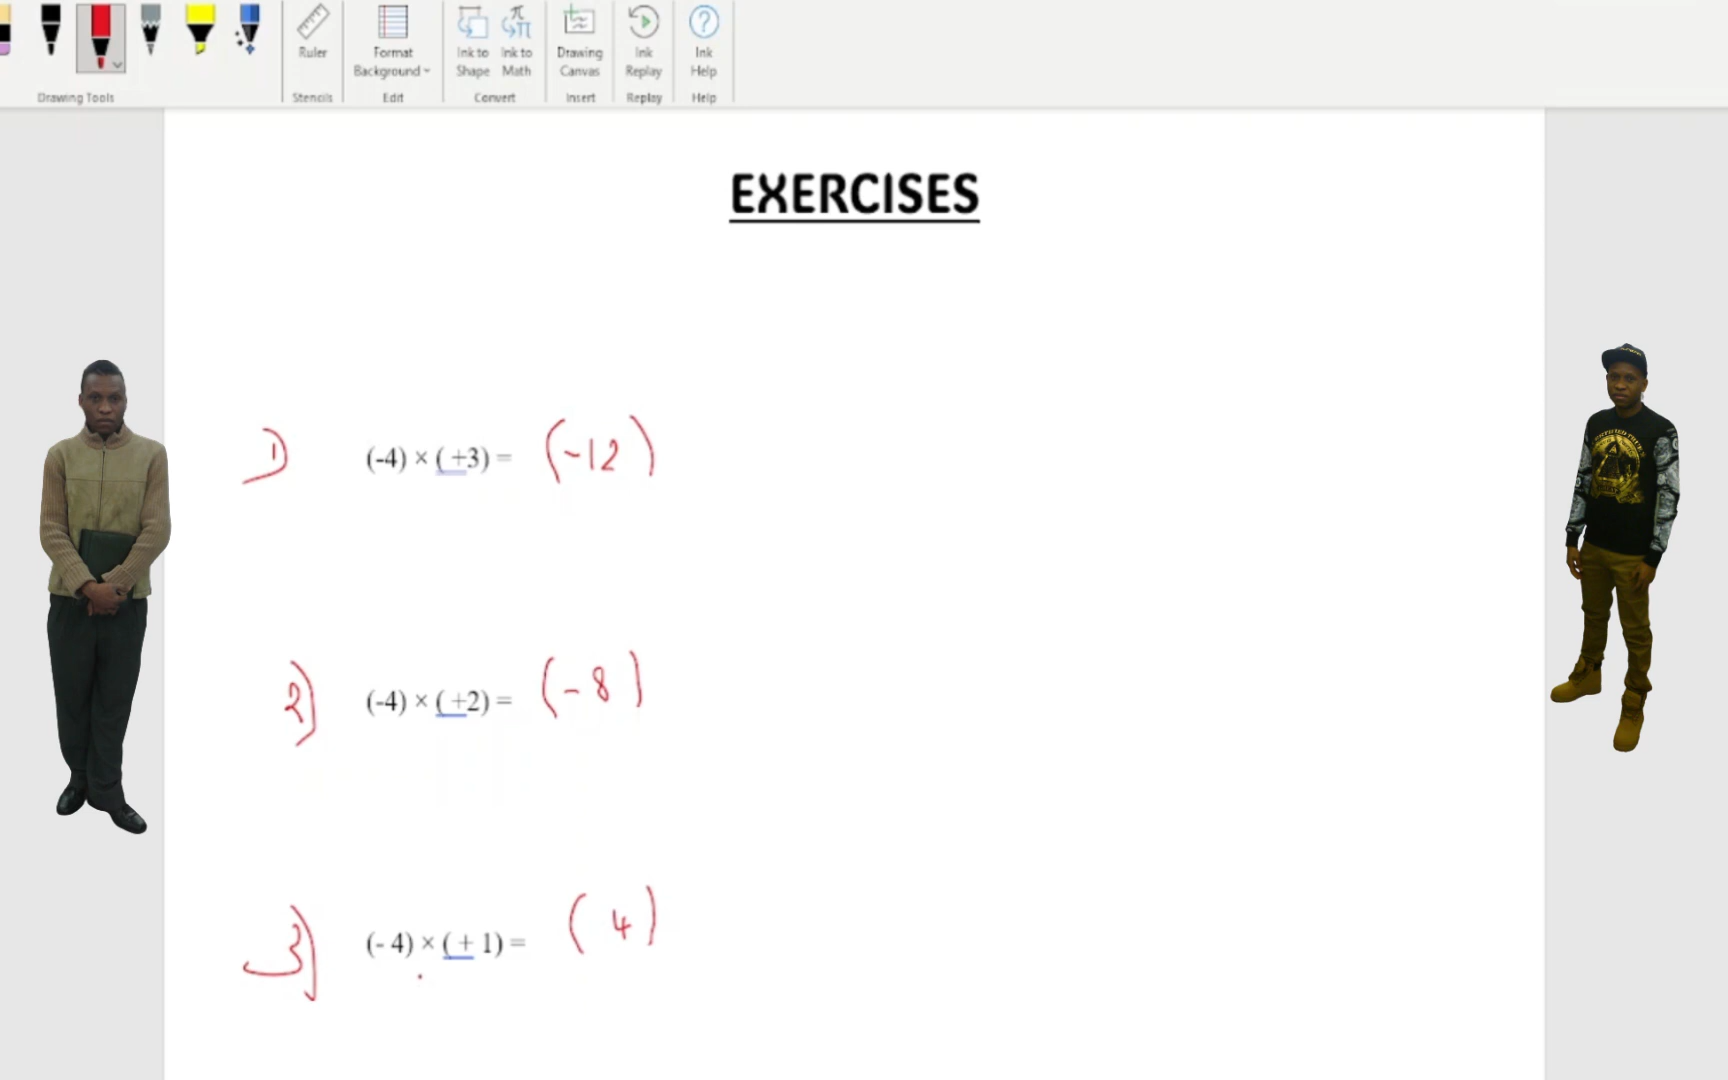 Ruler
Format
Background
Ink to
Shape
Ink to
Math
Drawing
Canvas
Ink
Replay
Ink
Help
Drawing Tools
Stencils
Edit
Convert
Insert
Replay
Help
EXERCISES
1) (-4) × ( +3) = (-12)
2) (-4) × ( +2) = (- 8)
3) (- 4) × ( + 1) = ( 4)